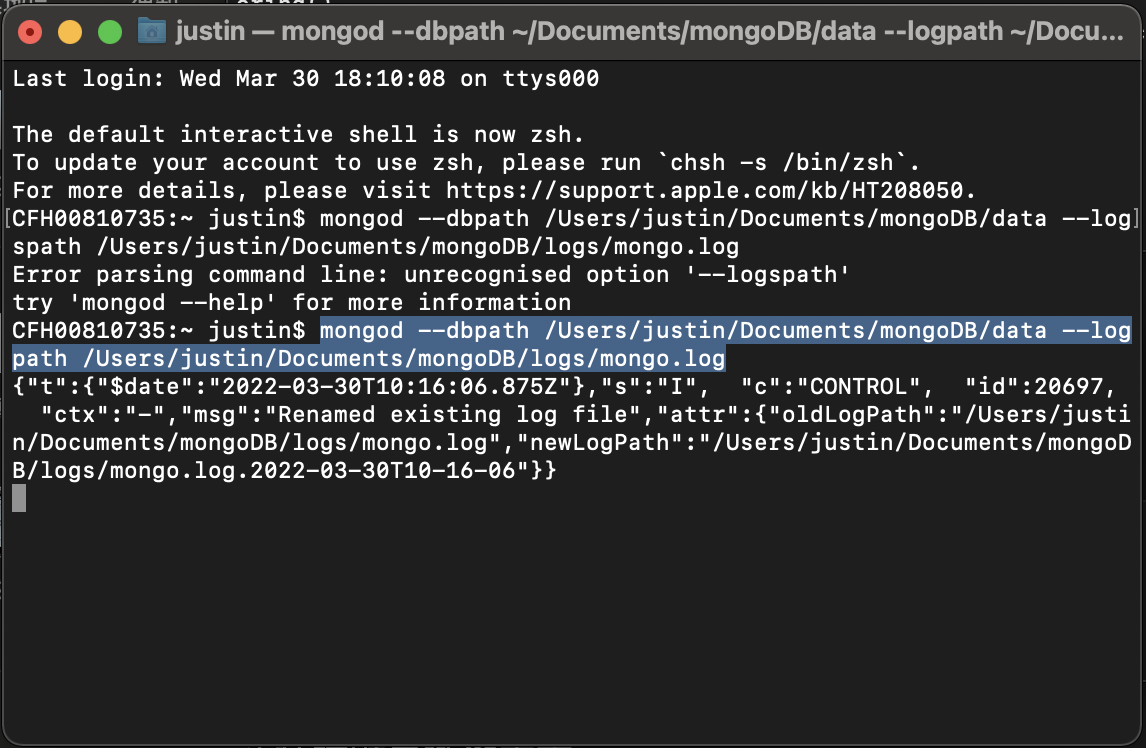 justin — mongod --dbpath ~/Documents/mongoDB/data --logpath ~/Docu...
Last login: Wed Mar 30 18:10:08 on ttys000
The default interactive shell is now zsh.
To update your account to use zsh, please run `chsh -s /bin/zsh`.
For more details, please visit https://support.apple.com/kb/HT208050.
[CFH00810735:~ justin$ mongod --dbpath /Users/justin/Documents/mongoDB/data --log]
spath /Users/justin/Documents/mongoDB/logs/mongo.log
Error parsing command line: unrecognised option '--logspath'
try 'mongod --help' for more information
CFH00810735:~ justin$ mongod --dbpath /Users/justin/Documents/mongoDB/data --log
path /Users/justin/Documents/mongoDB/logs/mongo.log
{"t":{"$date":"2022-03-30T10:16:06.875Z"},"s":"I",  "c":"CONTROL",  "id":20697,
  "ctx":"-","msg":"Renamed existing log file","attr":{"oldLogPath":"/Users/justi
n/Documents/mongoDB/logs/mongo.log","newLogPath":"/Users/justin/Documents/mongoD
B/logs/mongo.log.2022-03-30T10-16-06"}}